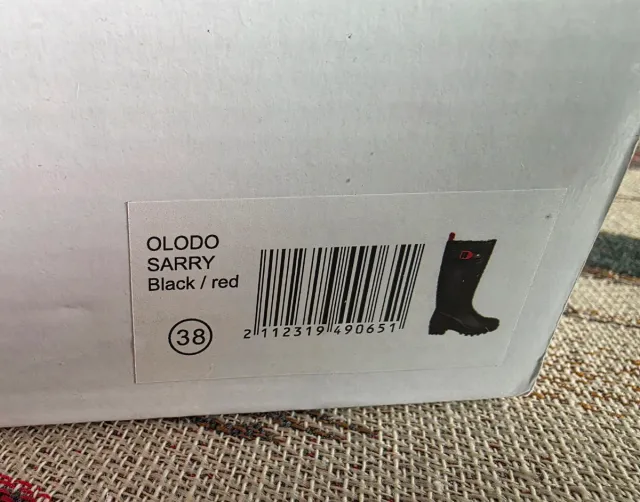 OLODO
SARRY
Black / red
38
2 112319 490651